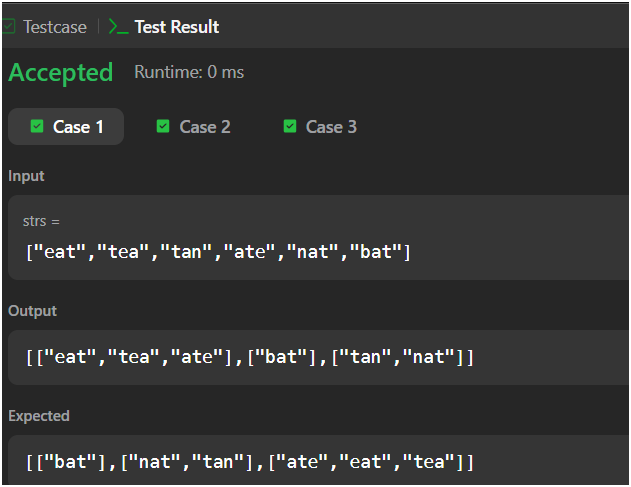 Testcase | >_ Test Result
Accepted Runtime: 0 ms
Case 1 Case 2 Case 3
Input
strs =
["eat","tea","tan","ate","nat","bat"]
Output
[["eat","tea","ate"],["bat"],["tan","nat"]]
Expected
[["bat"],["nat","tan"],["ate","eat","tea"]]